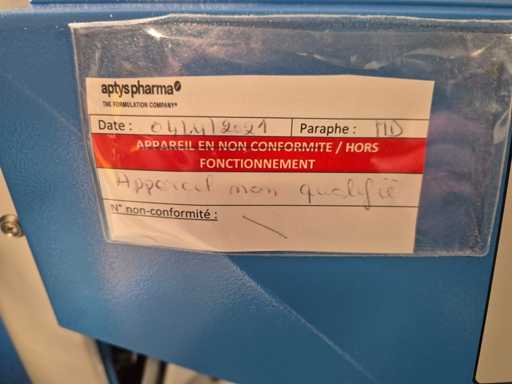 aptyspharma
THE FORMULATION COMPANY®
Date : 04/ /2021 Paraphe : MD
APPAREIL EN NON CONFORMITE / HORS
FONCTIONNEMENT
Appareil non qualifié
N° non-conformité :